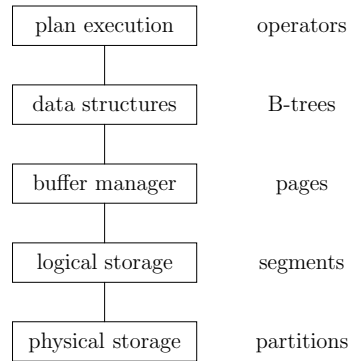 plan execution operators
data structures B-trees
buffer manager pages
logical storage segments
physical storage partitions